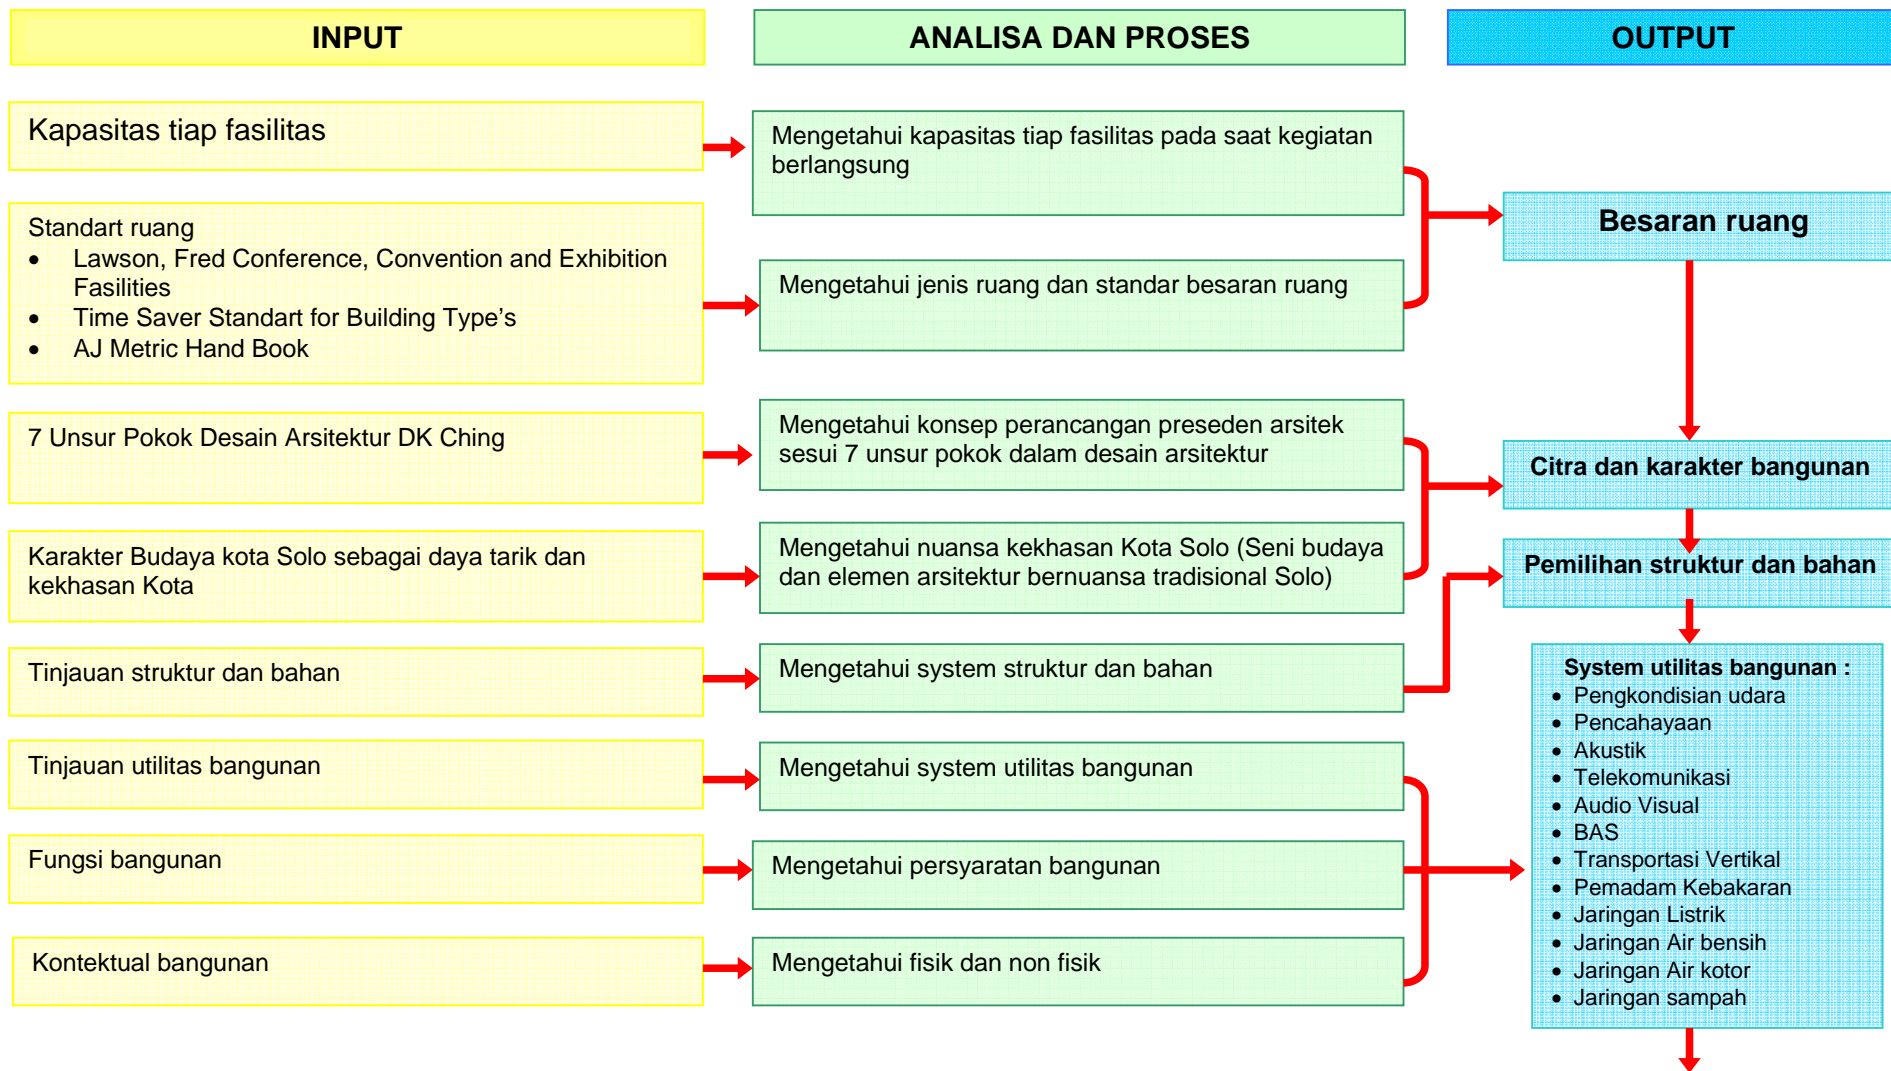 INPUT
ANALISA DAN PROSES
OUTPUT
Kapasitas tiap fasilitas
Mengetahui kapasitas tiap fasilitas pada saat kegiatan
berlangsung
Besaran ruang
Standart ruang
• Lawson, Fred Conference, Convention and Exhibition
Fasilities
• Time Saver Standart for Building Type’s
• AJ Metric Hand Book
Mengetahui jenis ruang dan standar besaran ruang
7 Unsur Pokok Desain Arsitektur DK Ching
Mengetahui konsep perancangan preseden arsitek
sesui 7 unsur pokok dalam desain arsitektur
Citra dan karakter bangunan
Karakter Budaya kota Solo sebagai daya tarik dan
kekhasan Kota
Mengetahui nuansa kekhasan Kota Solo (Seni budaya
dan elemen arsitektur bernuansa tradisional Solo)
Pemilihan struktur dan bahan
Tinjauan struktur dan bahan
Mengetahui system struktur dan bahan
Tinjauan utilitas bangunan
Mengetahui system utilitas bangunan
Fungsi bangunan
Mengetahui persyaratan bangunan
Kontektual bangunan
Mengetahui fisik dan non fisik
System utilitas bangunan :
• Pengkondisian udara
• Pencahayaan
• Akustik
• Telekomunikasi
• Audio Visual
• BAS
• Transportasi Vertikal
• Pemadam Kebakaran
• Jaringan Listrik
• Jaringan Air bensih
• Jaringan Air kotor
• Jaringan sampah